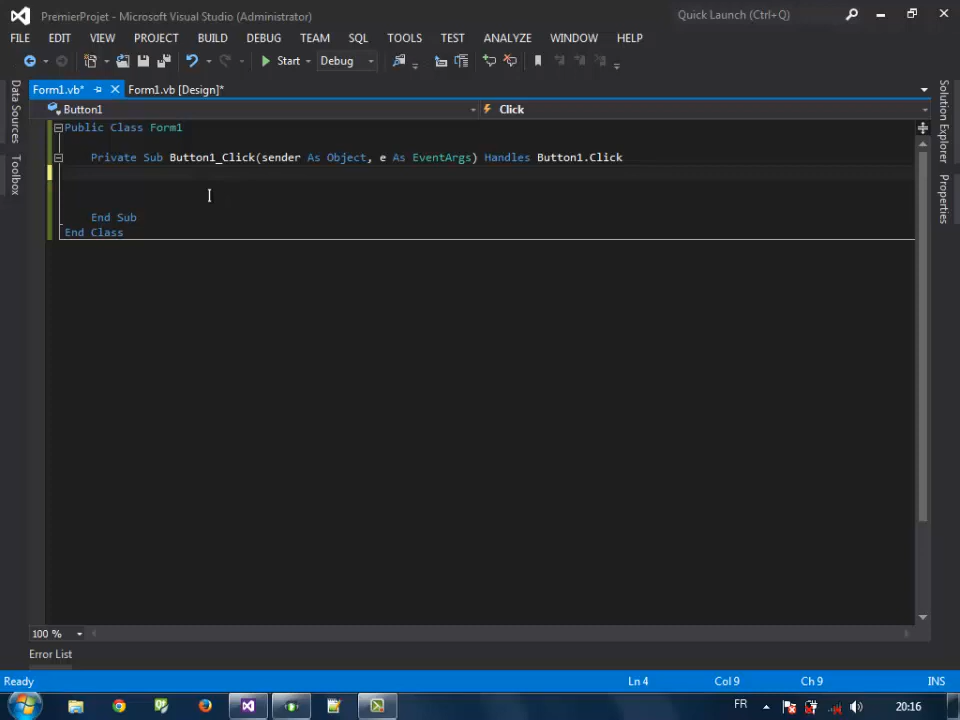 PremierProjet - Microsoft Visual Studio (Administrator)
Quick Launch (Ctrl+Q)
FILE EDIT VIEW PROJECT BUILD DEBUG TEAM SQL TOOLS TEST ANALYZE WINDOW HELP
Start Debug
Form1.vb* Form1.vb [Design]*
Button1 Click
Data Sources
Toolbox
Solution Explorer
Properties
Public Class Form1
Private Sub Button1_Click(sender As Object, e As EventArgs) Handles Button1.Click
End Sub
End Class
100 %
Error List
Ready Ln 4 Col 9 Ch 9 INS
FR 20:16